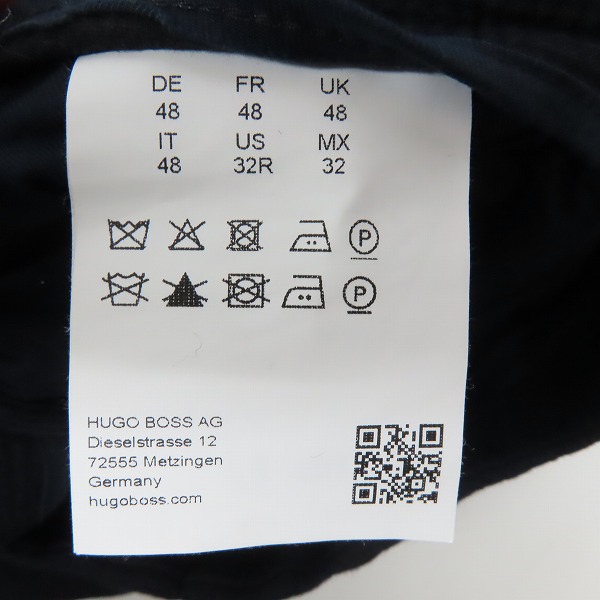 DE FR UK
48 48 48
IT US MX
48 32R 32
P
P
HUGO BOSS AG
Dieselstrasse 12
72555 Metzingen
Germany
hugoboss.com